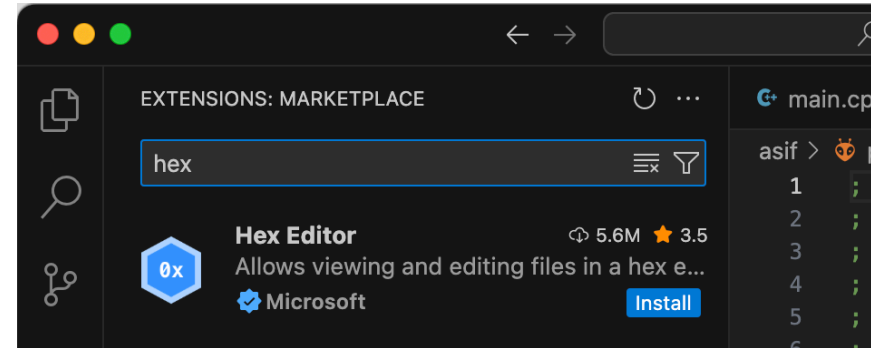 EXTENSIONS: MARKETPLACE
hex
Hex Editor 5.6M 3.5
Allows viewing and editing files in a hex e...
Microsoft Install
0x
main.cp
asif >
1 ;
2 ;
3 ;
4 ;
5 ;